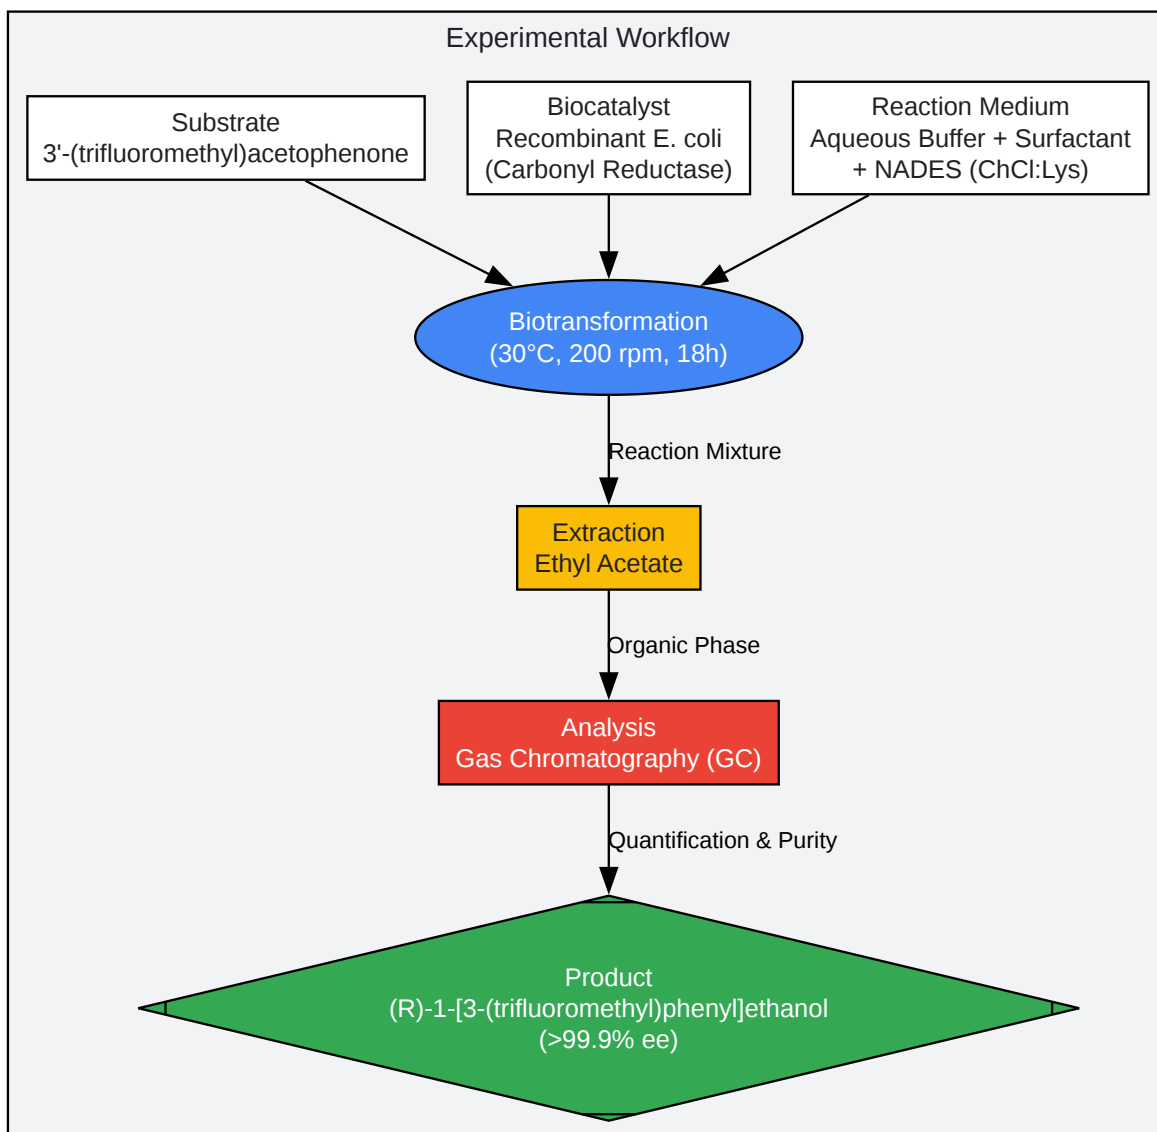 Experimental Workflow
Substrate
3'-(trifluoromethyl)acetophenone
Biocatalyst
Recombinant E. coli
(Carbonyl Reductase)
Reaction Medium
Aqueous Buffer + Surfactant
+ NADES (ChCl:Lys)
Biotransformation
(30°C, 200 rpm, 18h)
Reaction Mixture
Extraction
Ethyl Acetate
Organic Phase
Analysis
Gas Chromatography (GC)
Quantification & Purity
Product
(R)-1-[3-(trifluoromethyl)phenyl]ethanol
(>99.9% ee)